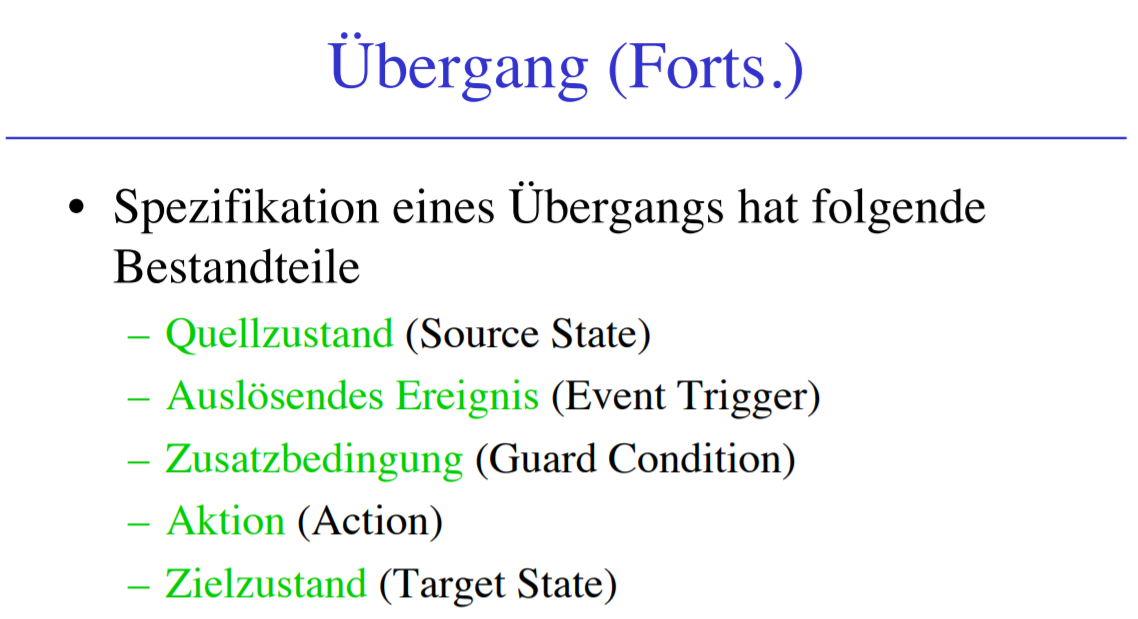 Übergang (Forts.)
• Spezifikation eines Übergangs hat folgende
Bestandteile
– Quellzustand (Source State)
– Auslösendes Ereignis (Event Trigger)
– Zusatzbedingung (Guard Condition)
– Aktion (Action)
– Zielzustand (Target State)